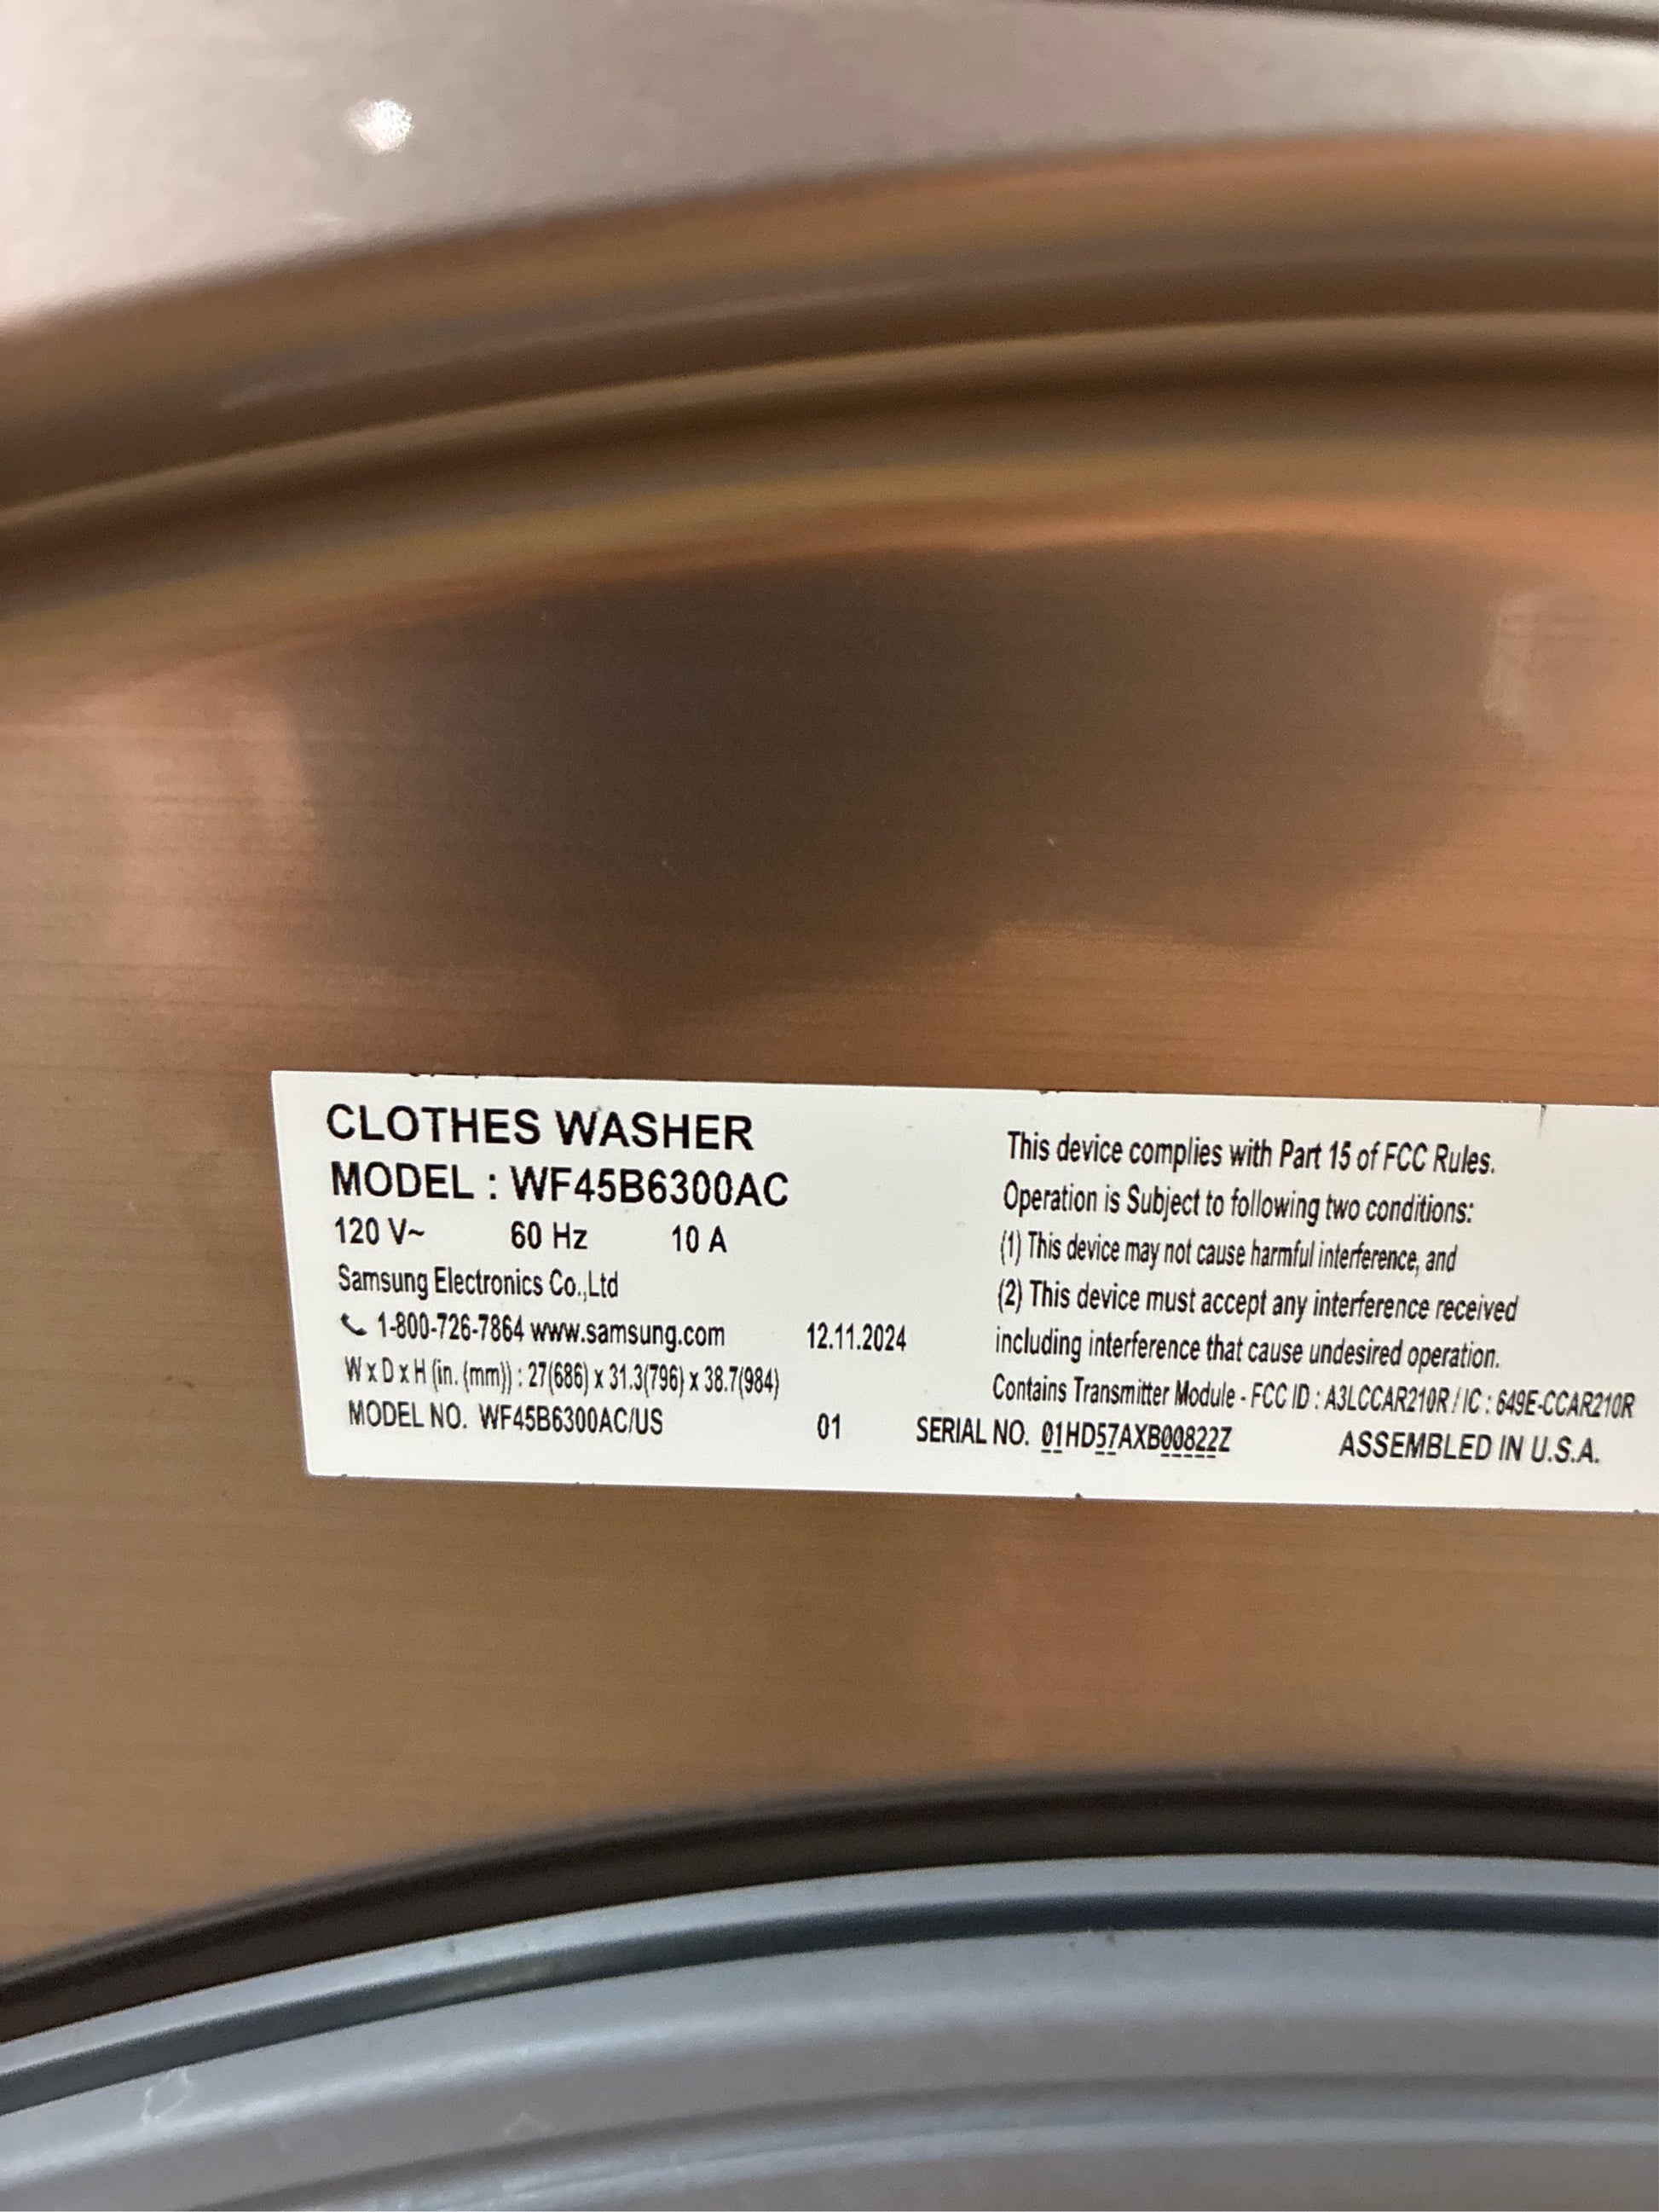 CLOTHES WASHER
MODEL : WF45B6300AC
120 V~ 60 Hz 10 A
Samsung Electronics Co.,Ltd
1-800-726-7864 www.samsung.com 12.11.2024
W x D x H (in. (mm)) : 27(686) x 31.3(796) x 38.7(984)
MODEL NO. WF45B6300AC/US 01 SERIAL NO. 01HD57AXB00822Z ASSEMBLED IN U.S.A.
This device complies with Part 15 of FCC Rules.
Operation is Subject to following two conditions:
(1) This device may not cause harmful interference, and
(2) This device must accept any interference received
including interference that cause undesired operation.
Contains Transmitter Module - FCC ID : A3LCCAR210R / IC : 649E-CCAR210R